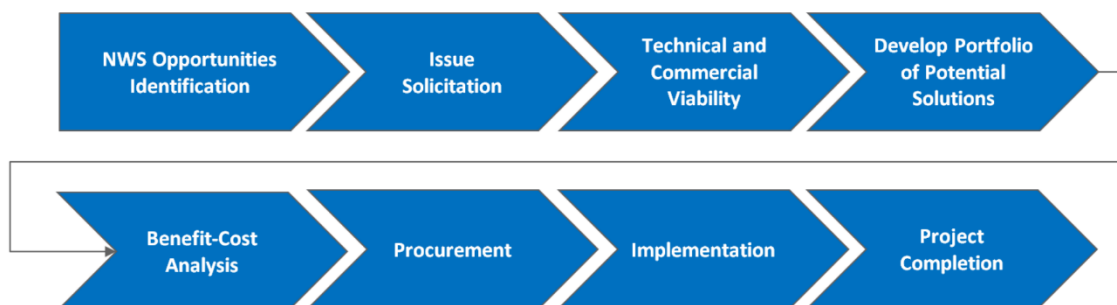 NWS Opportunities
Identification
Issue
Solicitation
Technical and
Commercial
Viability
Develop Portfolio
of Potential
Solutions
Benefit-Cost
Analysis
Procurement
Implementation
Project
Completion